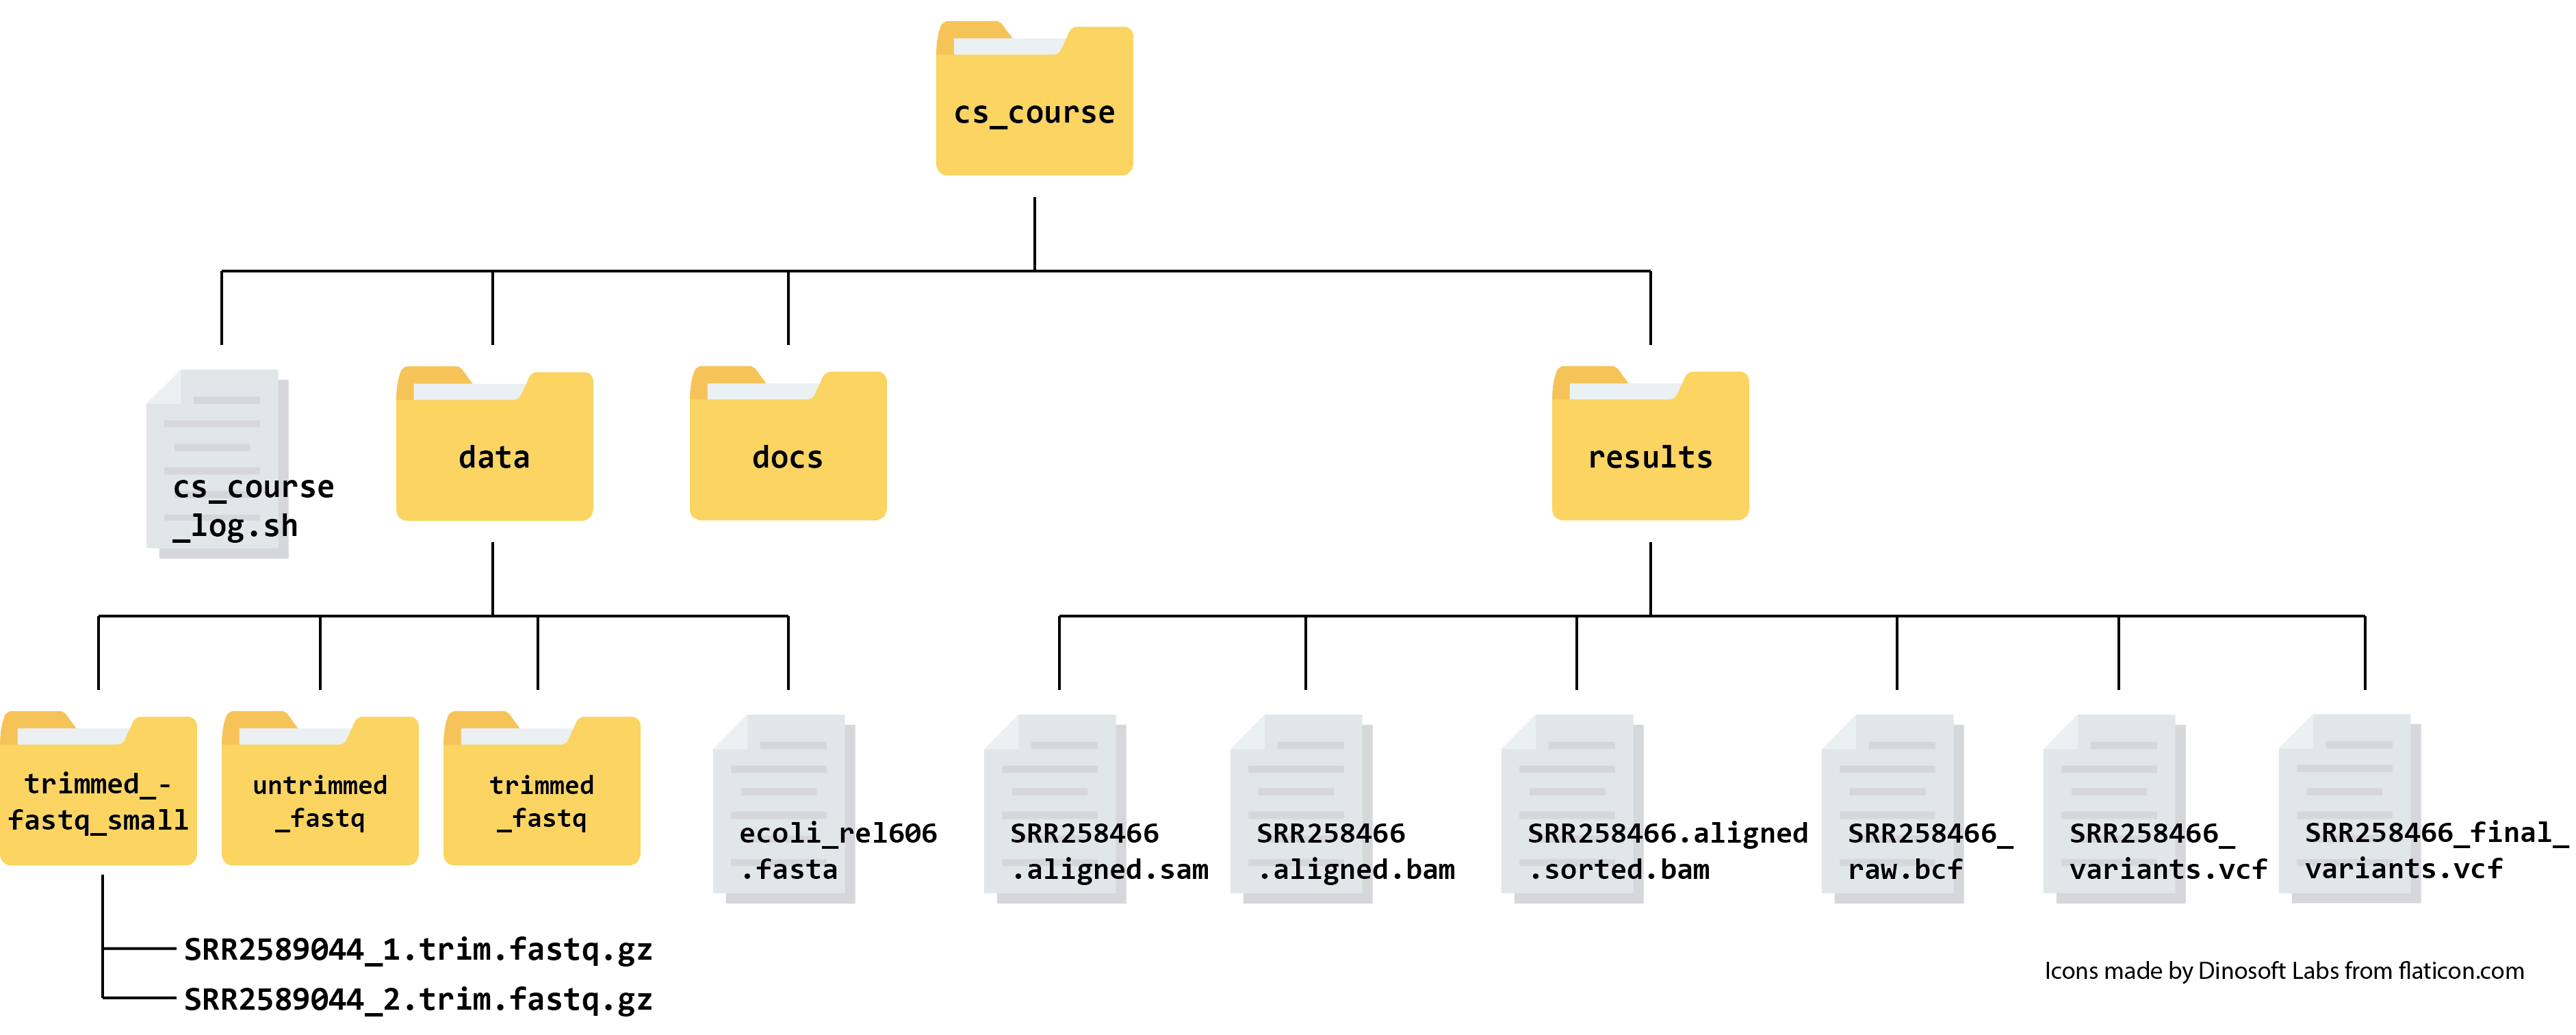 cs_course
cs_course
_log.sh
data
docs
results
trimmed_-
fastq_small
untrimmed
_fastq
trimmed
_fastq
ecoli_rel606
.fasta
SRR258466
.aligned.sam
SRR258466
.aligned.bam
SRR258466.aligned
.sorted.bam
SRR258466_
raw.bcf
SRR258466_
variants.vcf
SRR258466_final_
variants.vcf
SRR2589044_1.trim.fastq.gz
SRR2589044_2.trim.fastq.gz
Icons made by Dinosoft Labs from flaticon.com